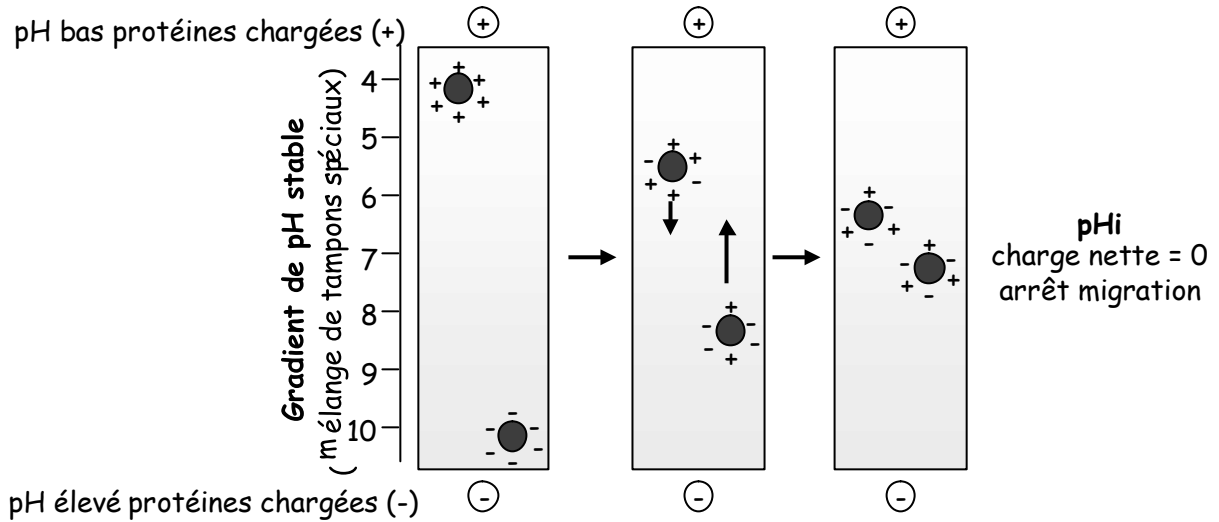 pH bas protéines chargées (+)
+ + +
Gradient de pH stable
(mélange de tampons spéciaux)
4
5
6
7
8
9
10
+ + + + + +
- - - - - -
+ - + + - +
+ - - - - +
+ - - + + -
+ - - + + -
pHi
charge nette = 0
arrêt migration
pH élevé protéines chargées (-)
- - -